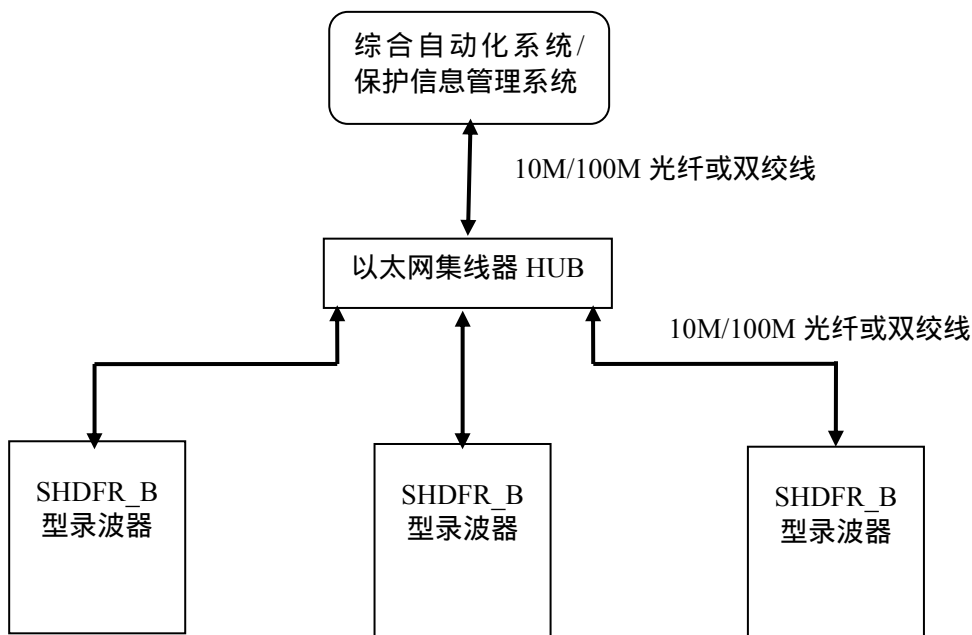 综合自动化系统/
保护信息管理系统
10M/100M 光纤或双绞线
以太网集线器 HUB
10M/100M 光纤或双绞线
SHDFR_B
型录波器
SHDFR_B
型录波器
SHDFR_B
型录波器